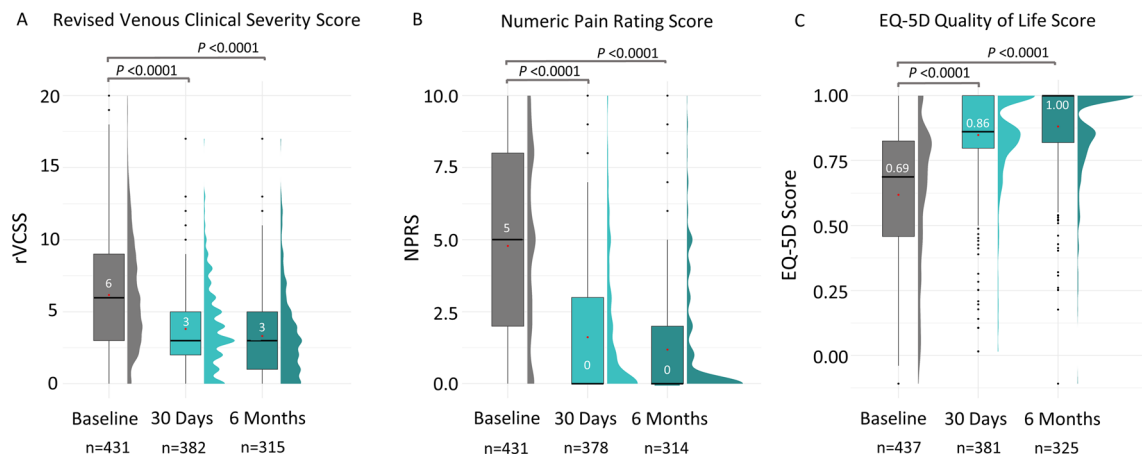 A Revised Venous Clinical Severity Score
P <0.0001
P <0.0001
rVCSS
20
15
10
5
0
6
3
3
Baseline 30 Days 6 Months
n=431 n=382 n=315
B Numeric Pain Rating Score
P <0.0001
P <0.0001
NPRS
10.0
7.5
5.0
2.5
0.0
5
0
0
Baseline 30 Days 6 Months
n=431 n=378 n=314
C EQ-5D Quality of Life Score
P <0.0001
P <0.0001
EQ-5D Score
1.00
0.75
0.50
0.25
0.00
0.69
0.86
1.00
Baseline 30 Days 6 Months
n=437 n=381 n=325